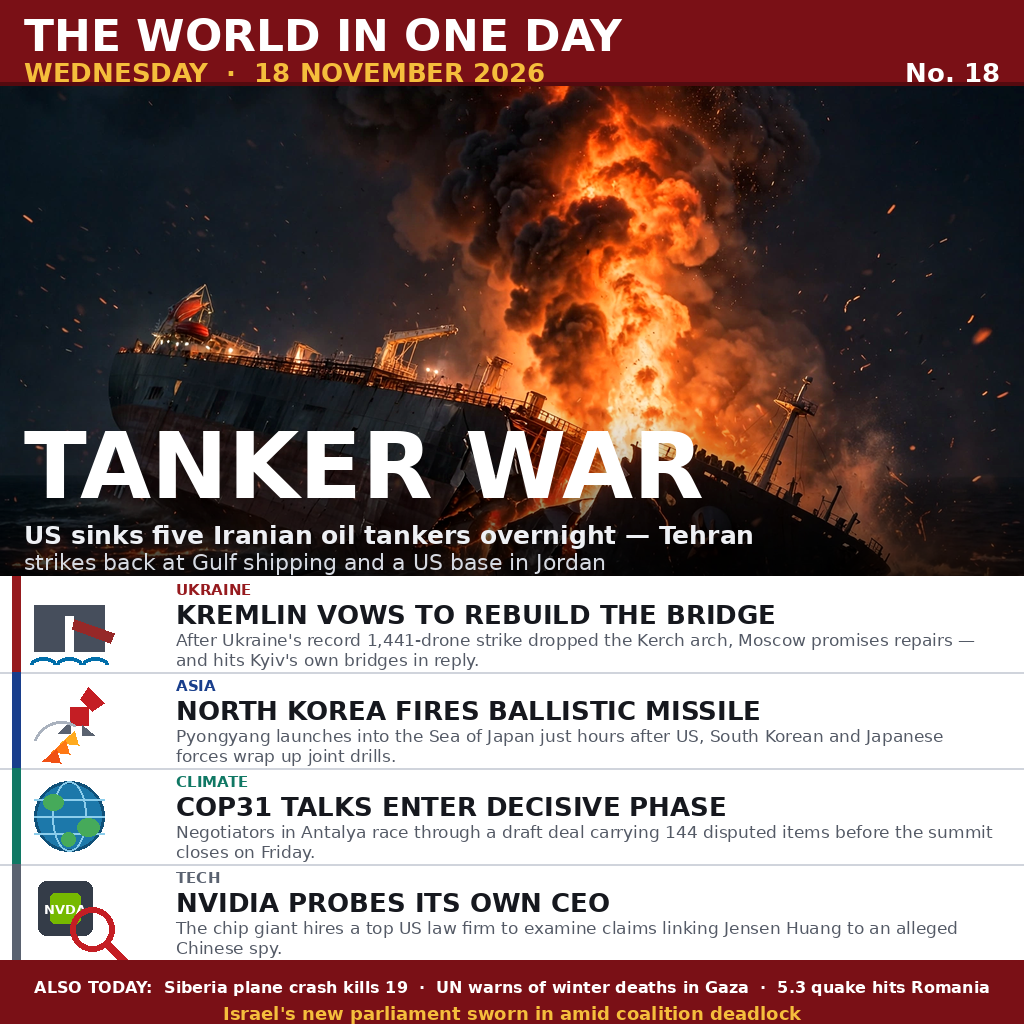 THE WORLD IN ONE DAY
WEDNESDAY · 18 NOVEMBER 2026
No. 18
TANKER WAR
US sinks five Iranian oil tankers overnight — Tehran
strikes back at Gulf shipping and a US base in Jordan
UKRAINE
KREMLIN VOWS TO REBUILD THE BRIDGE
After Ukraine's record 1,441-drone strike dropped the Kerch arch, Moscow promises repairs —
and hits Kyiv's own bridges in reply.
ASIA
NORTH KOREA FIRES BALLISTIC MISSILE
Pyongyang launches into the Sea of Japan just hours after US, South Korean and Japanese
forces wrap up joint drills.
CLIMATE
COP31 TALKS ENTER DECISIVE PHASE
Negotiators in Antalya race through a draft deal carrying 144 disputed items before the summit
closes on Friday.
TECH
NVDA
NVIDIA PROBES ITS OWN CEO
The chip giant hires a top US law firm to examine claims linking Jensen Huang to an alleged
Chinese spy.
ALSO TODAY: Siberia plane crash kills 19 · UN warns of winter deaths in Gaza · 5.3 quake hits Romania
Israel's new parliament sworn in amid coalition deadlock